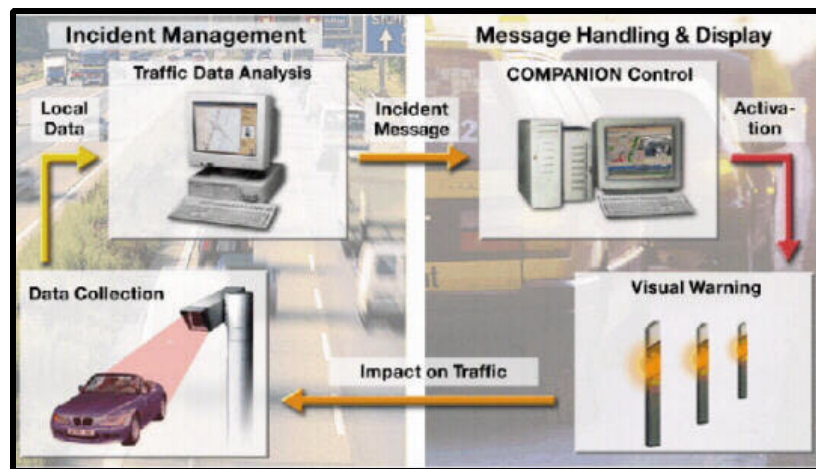 Incident Management
Message Handling & Display
Traffic Data Analysis
COMPANION Control
Local
Data
Incident
Message
Activa-
tion
Data Collection
Visual Warning
Impact on Traffic